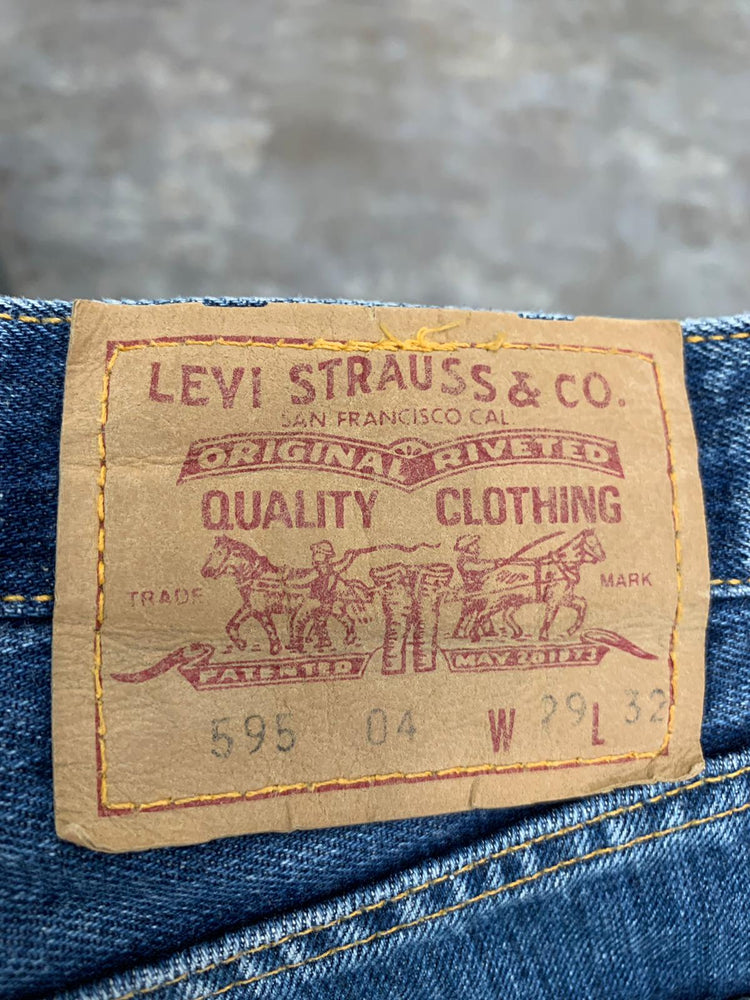 LEVI STRAUSS & CO.
SAN FRANCISCO CAL
ORIGINAL RIVETED
QUALITY CLOTHING
TRADE MARK
PATENTED MAY 20 1873
595 04 W 29 L 32